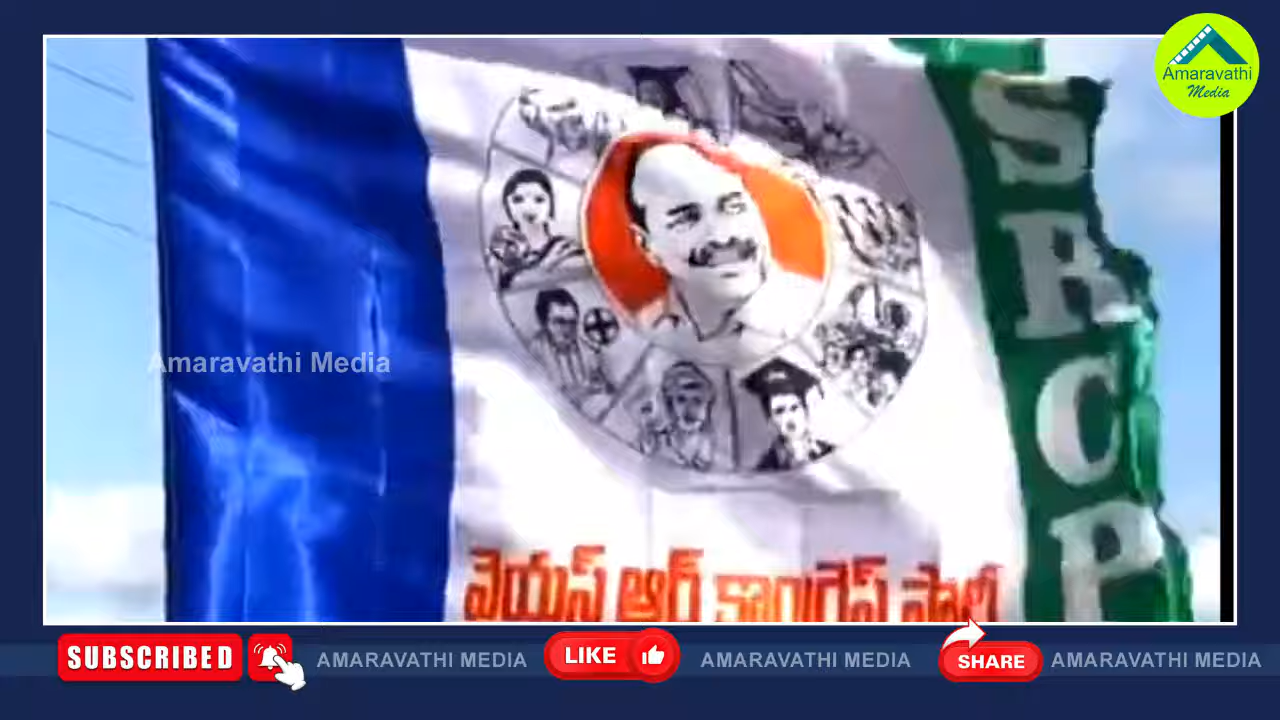 Amaravathi
Media
SRCP
Amaravathi Media
వైయస్ ఆర్ కాంగ్రెస్ పార్టీ
SUBSCRIBED
AMARAVATHI MEDIA
LIKE
AMARAVATHI MEDIA
SHARE
AMARAVATHI MEDIA